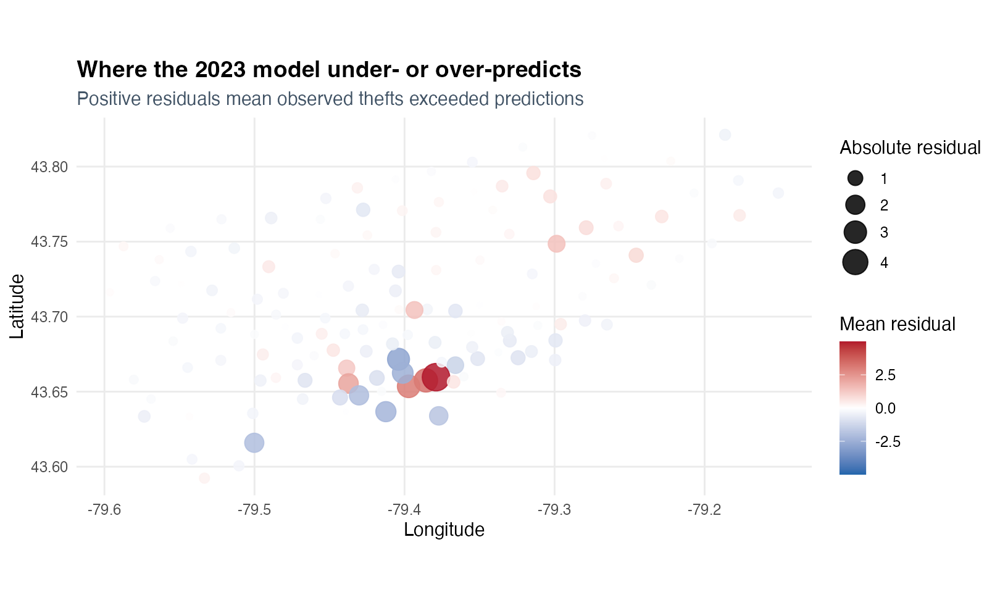 Where the 2023 model under- or over-predicts
Positive residuals mean observed thefts exceeded predictions
Latitude
43.80
43.75
43.70
43.65
43.60
-79.6
-79.5
-79.4
-79.3
-79.2
Longitude
Absolute residual
1
2
3
4
Mean residual
2.5
0.0
-2.5